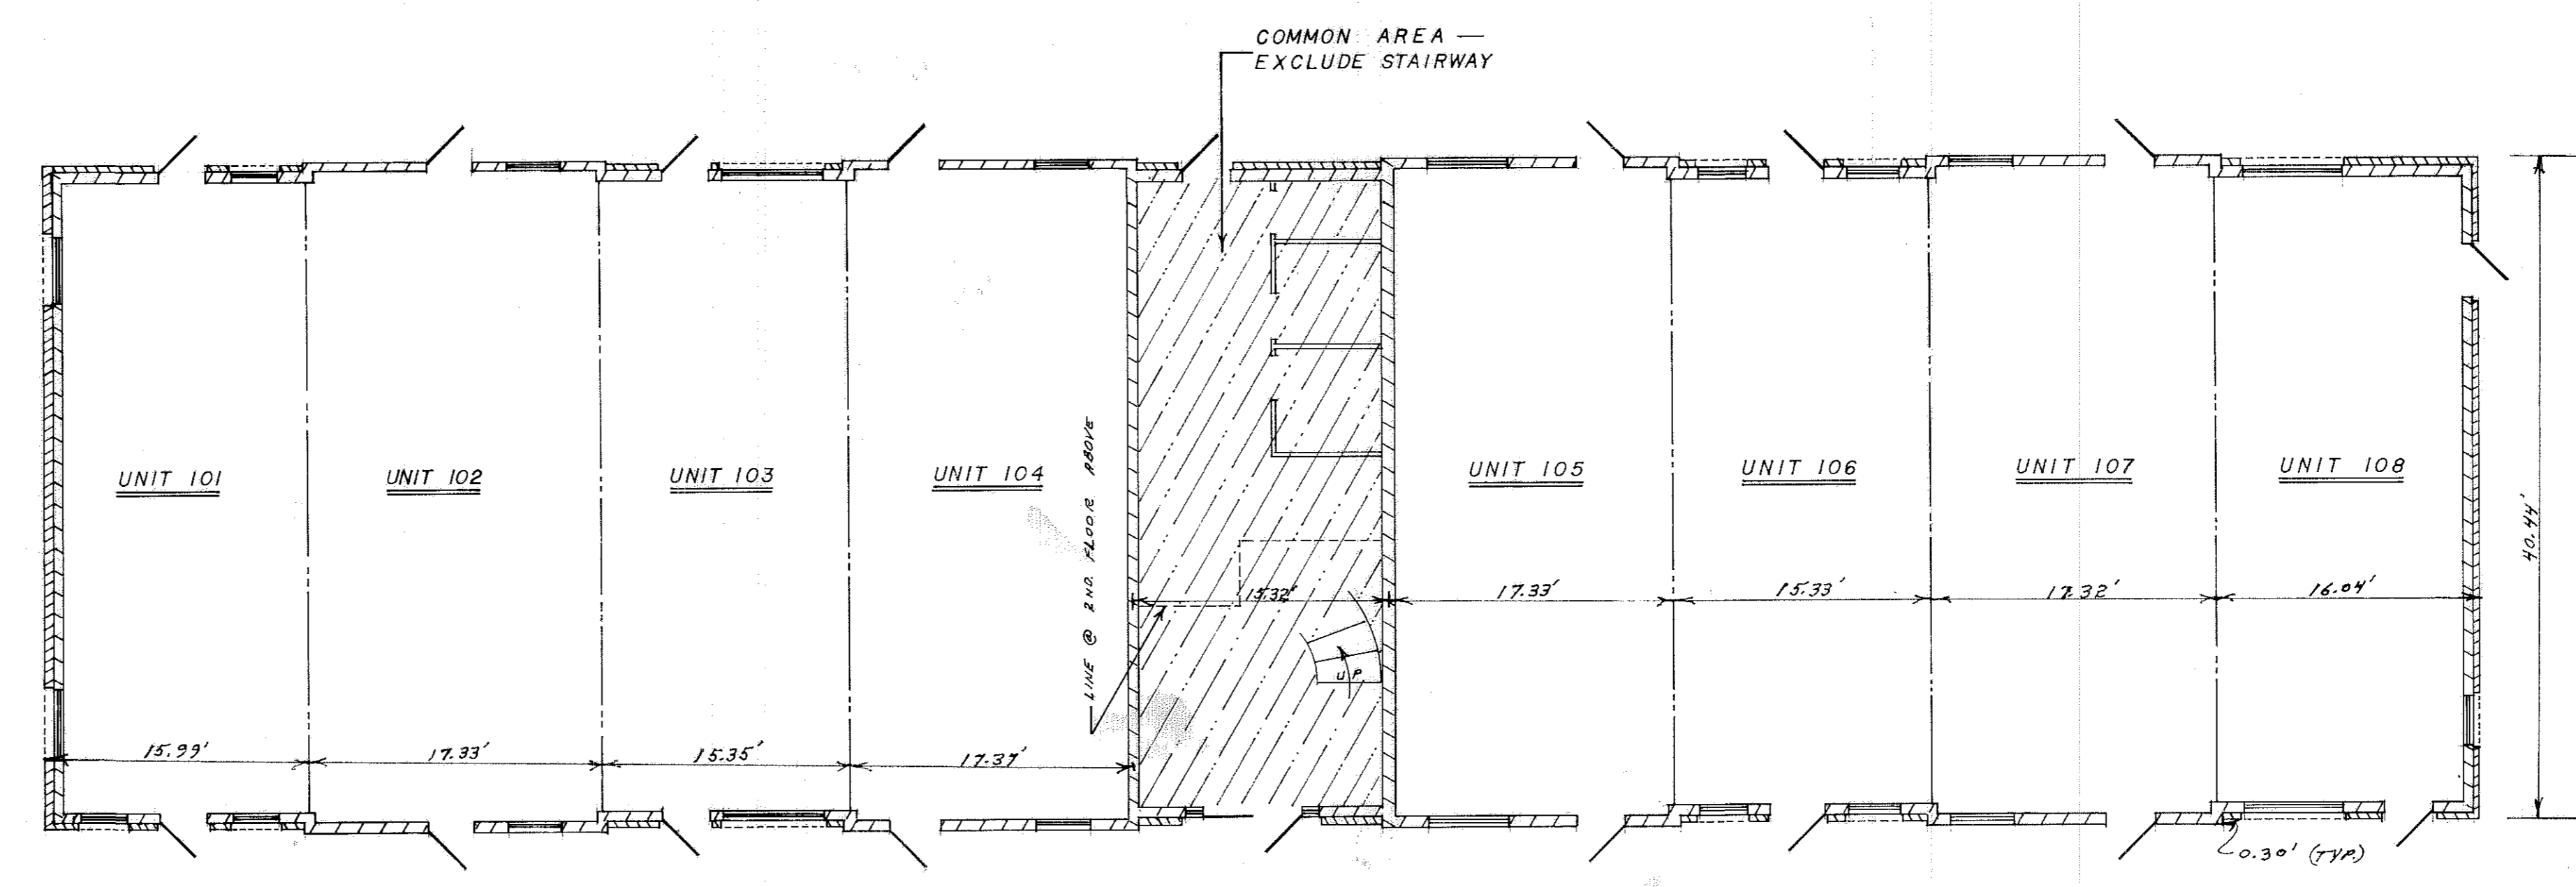 COMMON AREA —
EXCLUDE STAIRWAY
UNIT 101
UNIT 102
UNIT 103
UNIT 104
UNIT 105
UNIT 106
UNIT 107
UNIT 108
LINE @ 2ND. FLOOR ABOVE
40.44'
15.32'
17.33'
15.33'
17.32'
16.04'
UP.
15.99'
17.33'
15.35'
17.37'
0.30' (TYP.)